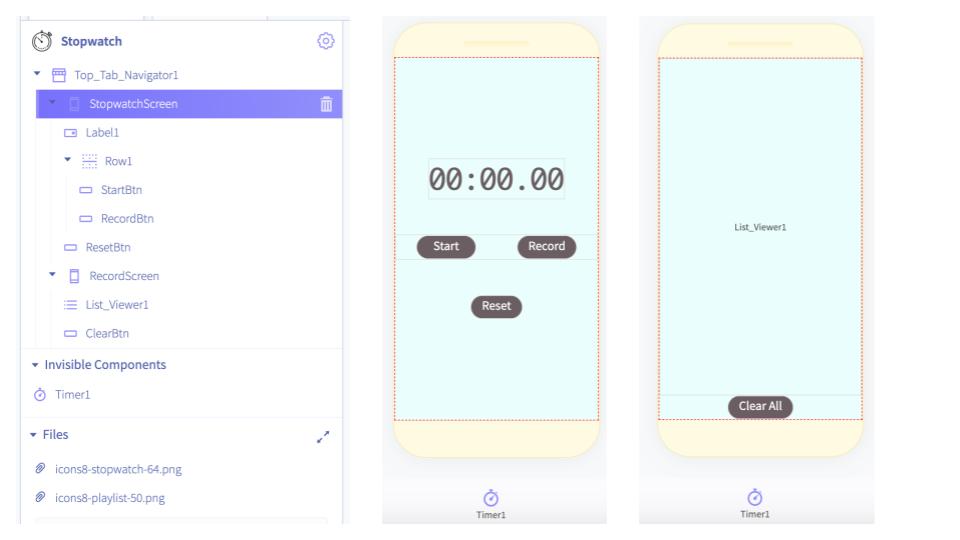 Stopwatch
Top_Tab_Navigator1
StopwatchScreen
Label1
Row1
StartBtn
RecordBtn
ResetBtn
RecordScreen
List_Viewer1
ClearBtn
Invisible Components
Timer1
Files
icons8-stopwatch-64.png
icons8-playlist-50.png
00:00.00
Start Record
Reset
Timer1
List_Viewer1
Clear All
Timer1